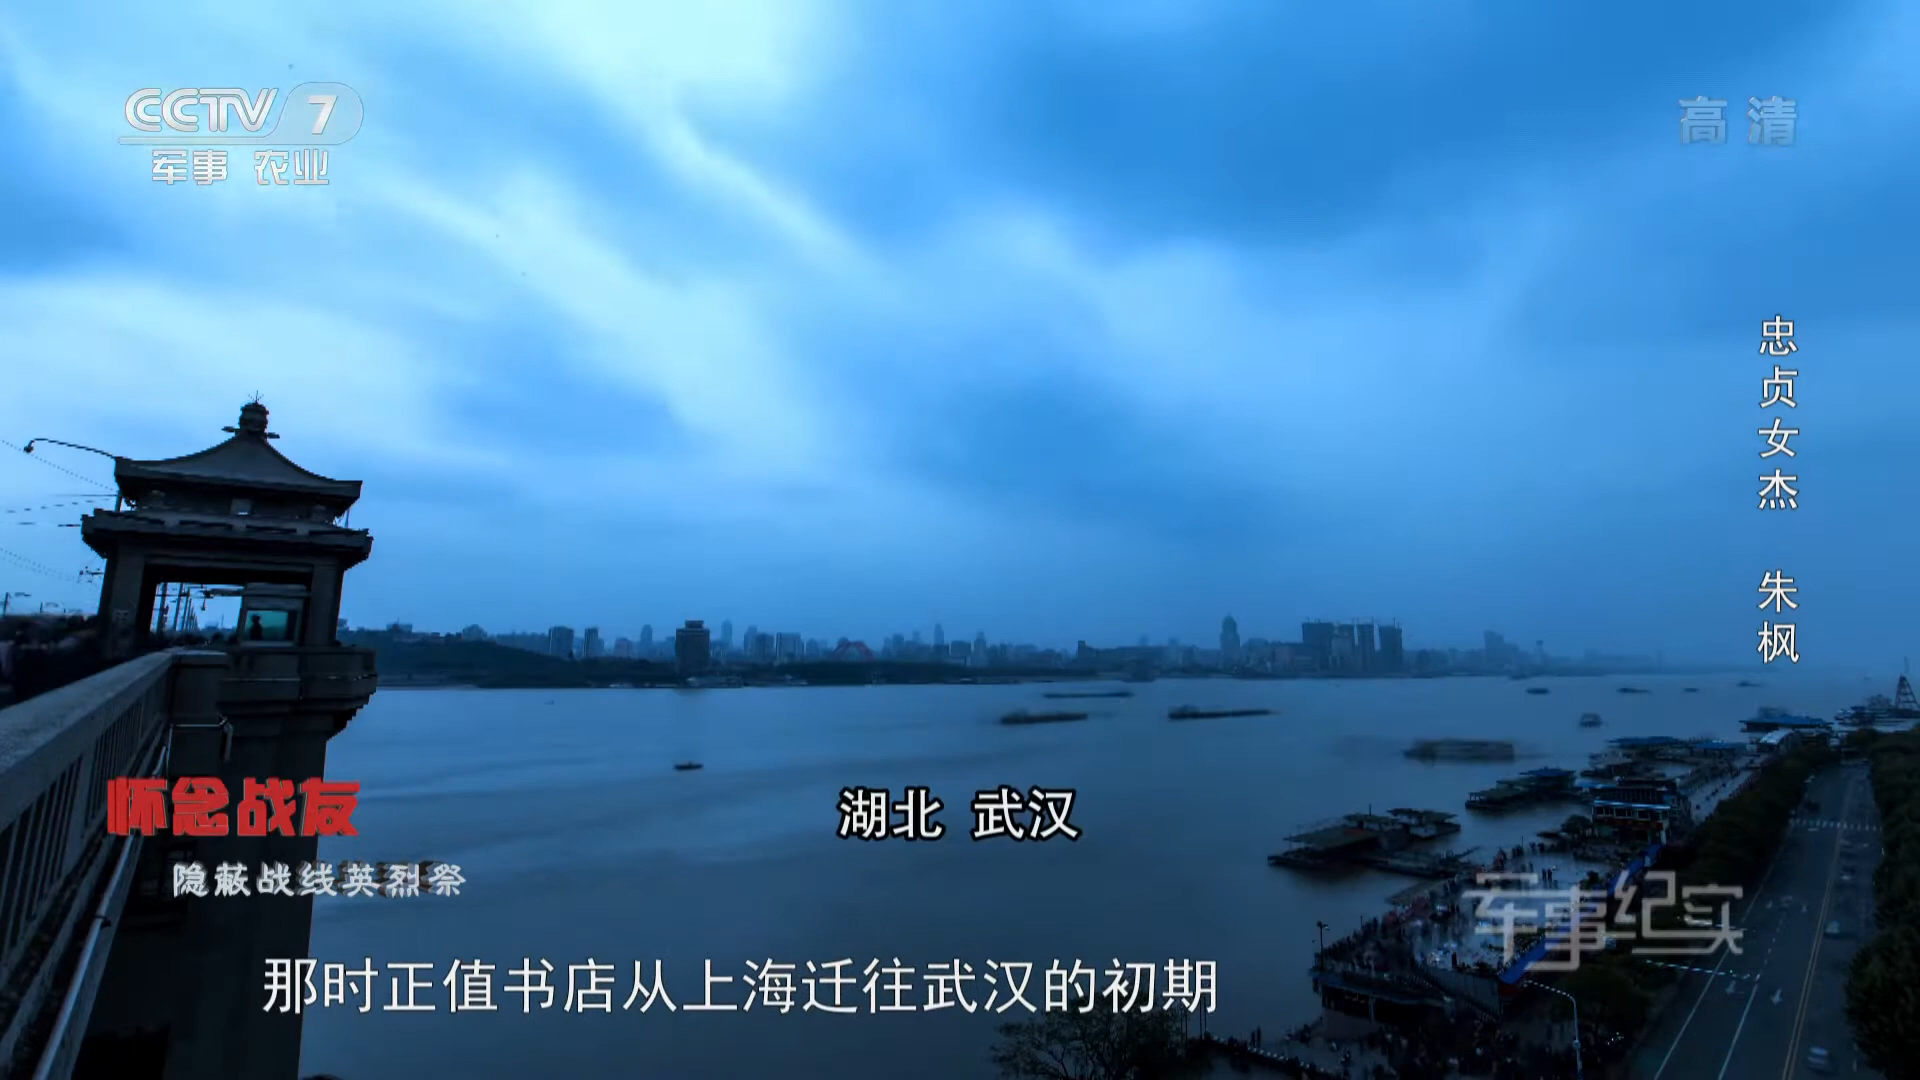 CCTV 7
军事 农业
高清
忠贞女杰 朱枫
怀念战友
隐蔽战线英烈祭
湖北 武汉
军事纪实
那时正值书店从上海迁往武汉的初期